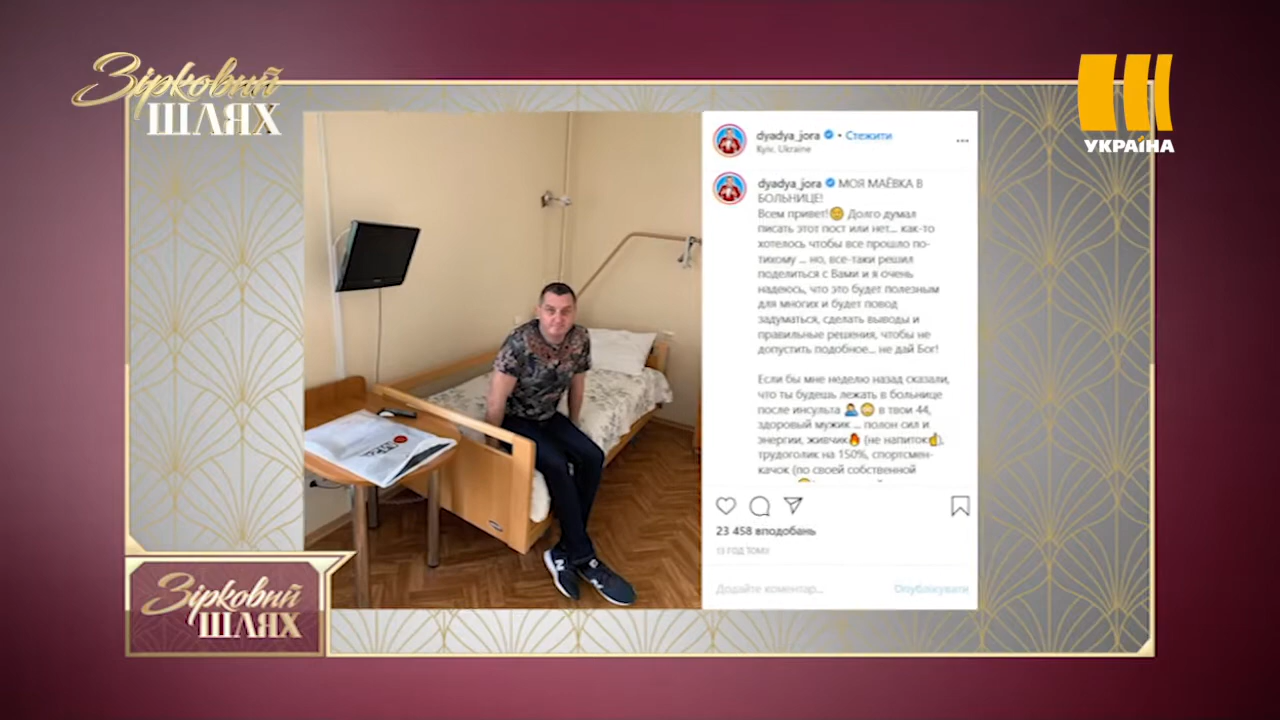 Зірковий
ШЛЯХ
УКРАЇНА
dyadya_jora • Стежити
Kyiv, Ukraine
dyadya_jora МОЯ МАЁВКА В
БОЛЬНИЦЕ!
Всем привет! Долго думал
писать этот пост или нет... как-то
хотелось чтобы все прошло по-
тихому ... но, все-таки решил
поделиться с Вами и я очень
надеюсь, что это будет полезным
для многих и будет повод
задуматься, сделать выводы и
правильные решения, чтобы не
допустить подобное... не дай Бог!
Если бы мне неделю назад сказали,
что ты будешь лежать в больнице
после инсульта в твои 44,
здоровый мужик ... полон сил и
энергии, живчик (не напиток),
трудоголик на 150%, спортсмен-
качок (по своей собственной
23 458 вподобань
13 ГОД ТОМУ
Додайте коментар...
Опублікувати
Зірковий
ШЛЯХ